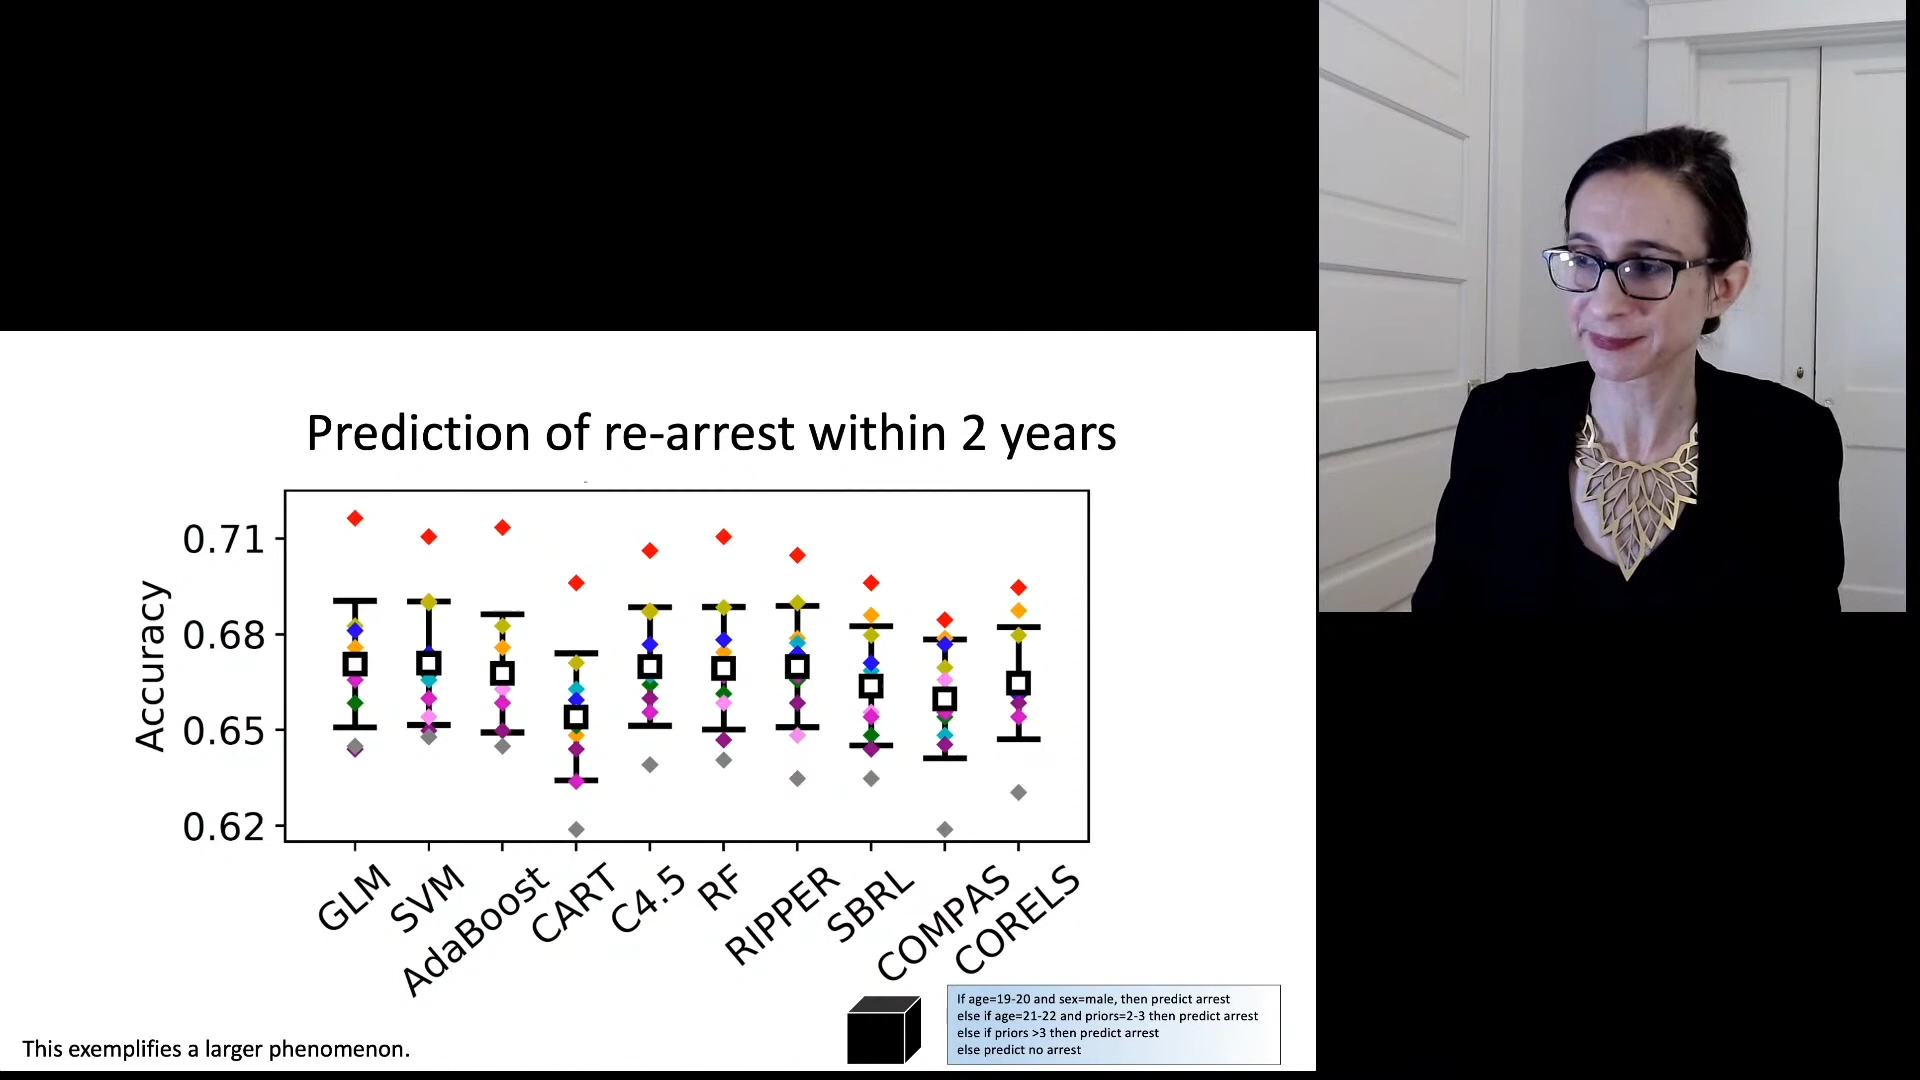 Prediction of re-arrest within 2 years
Accuracy
0.71
0.68
0.65
0.62
GLM
SVM
AdaBoost
CART
C4.5
RF
RIPPER
SBRL
COMPAS
CORELS
If age=19-20 and sex=male, then predict arrest
else if age=21-22 and priors=2-3 then predict arrest
else if priors >3 then predict arrest
else predict no arrest
This exemplifies a larger phenomenon.